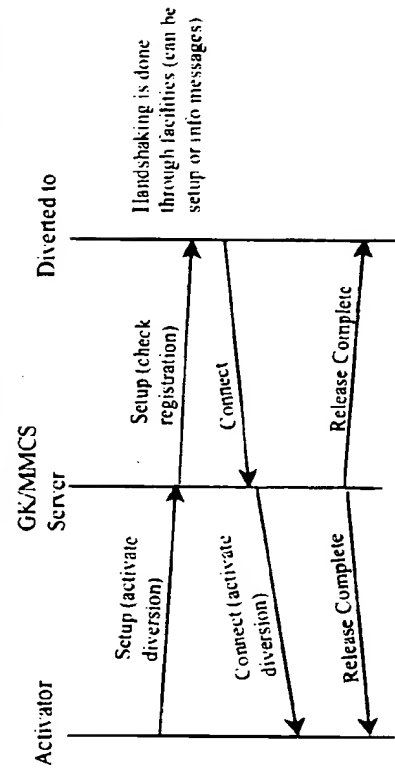 Activator
GK/MMCS
Server
Diverted to
Setup (activate
diversion)
Setup (check
registration)
Handshaking is done
through facilities (can be
setup or info messages)
Connect
Connect (activate
diversion)
Release Complete
Release Complete